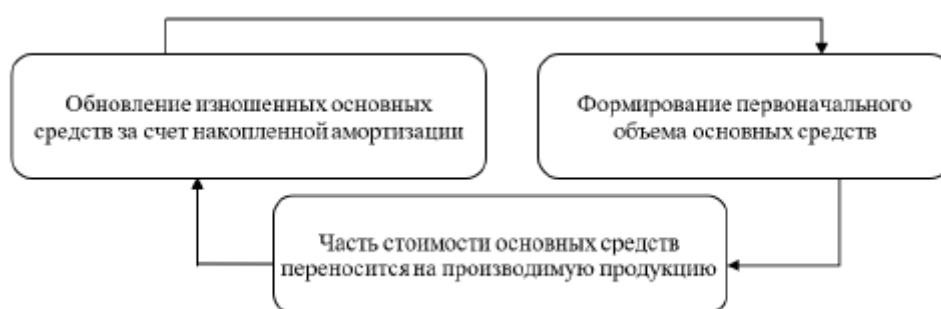 Обновление изношенных основных
средств за счет накопленной амортизации
Формирование первоначального
объема основных средств
Часть стоимости основных средств
переносится на производимую продукцию